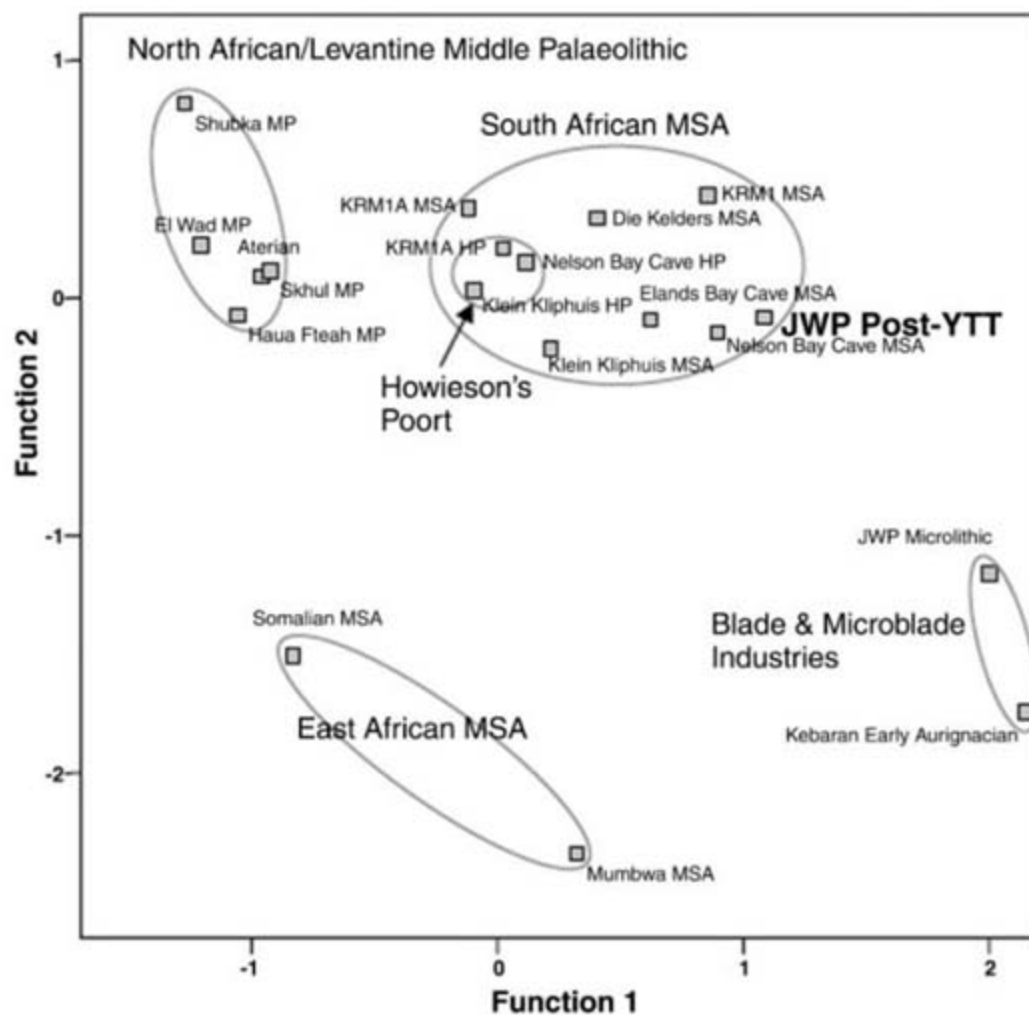 North African/Levantine Middle Palaeolithic
1
Shubka MP
South African MSA
KRM1A MSA
KRM1 MSA
Die Kelders MSA
El Wad MP
Aterian
KRM1A HP
Nelson Bay Cave HP
Skhul MP
Elands Bay Cave MSA
0
Klein Kliphuis HP
Haua Fteah MP
JWP Post-YTT
Nelson Bay Cave MSA
Klein Kliphuis MSA
Howieson's
Poort
Function 2
-1
JWP Microlithic
Somalian MSA
Blade & Microblade
Industries
East African MSA
Kebaran Early Aurignacian
-2
Mumbwa MSA
-1
0
1
2
Function 1